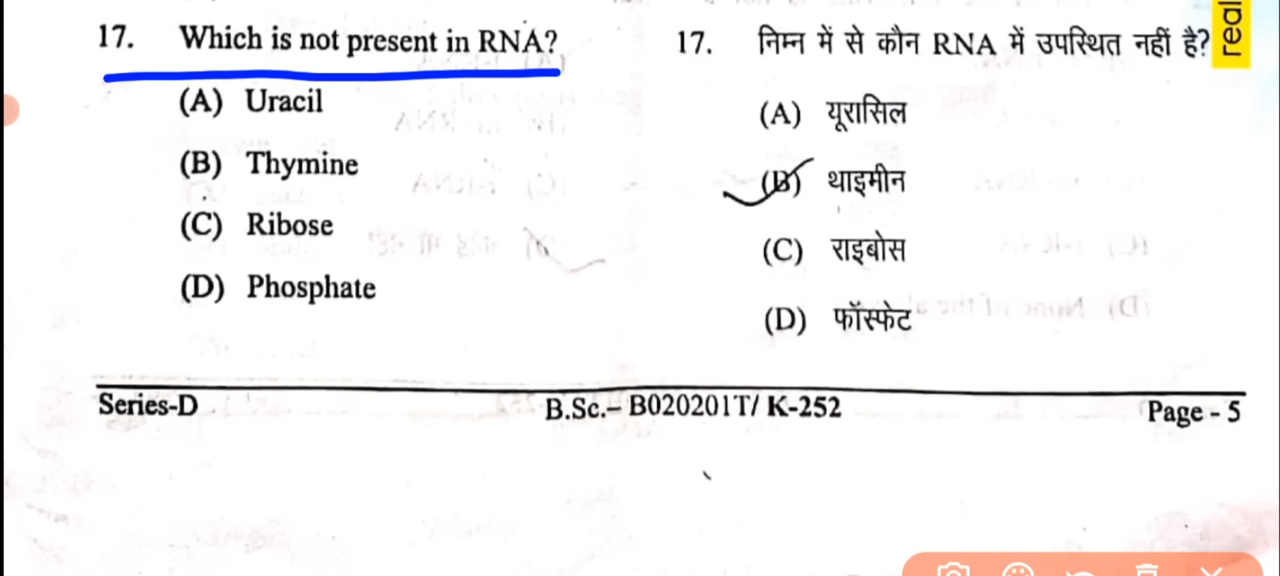 17. Which is not present in RNA?
(A) Uracil
(B) Thymine
(C) Ribose
(D) Phosphate
17. निम्न में से कौन RNA में उपस्थित नहीं है?
(A) यूरासिल
(B) थाइमीन
(C) राइबोस
(D) फॉस्फेट
real
Series-D B.Sc.– B020201T/ K-252 Page - 5